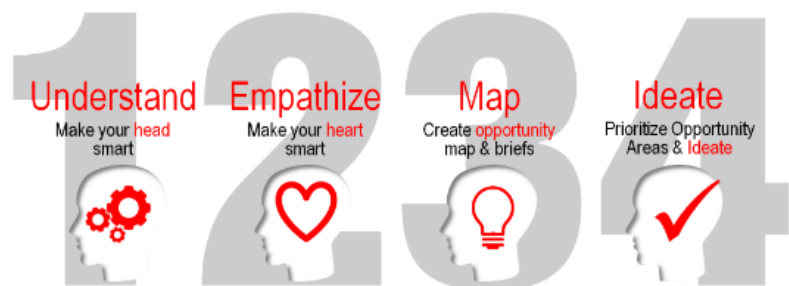 1
Understand
Make your head
smart
2
Empathize
Make your heart
smart
3
Map
Create opportunity
map & briefs
4
Ideate
Prioritize Opportunity
Areas & Ideate